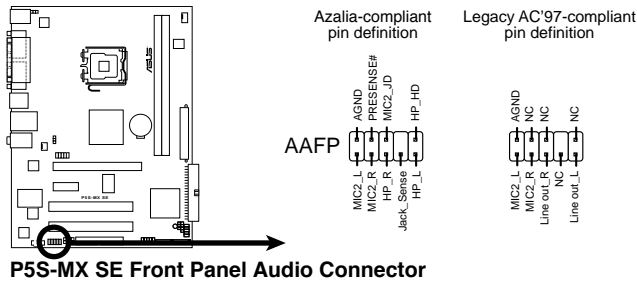 Azalia-compliant
pin definition
Legacy AC'97-compliant
pin definition
ASUS
P5S-MX SE
AAFP
AGND
PRESENSE#
MIC2_JD
HP_HD
MIC2_L
MIC2_R
HP_R
Jack_Sense
HP_L
AGND
NC
NC
NC
MIC2_L
MIC2_R
Line out_R
NC
Line out_L
P5S-MX SE Front Panel Audio Connector